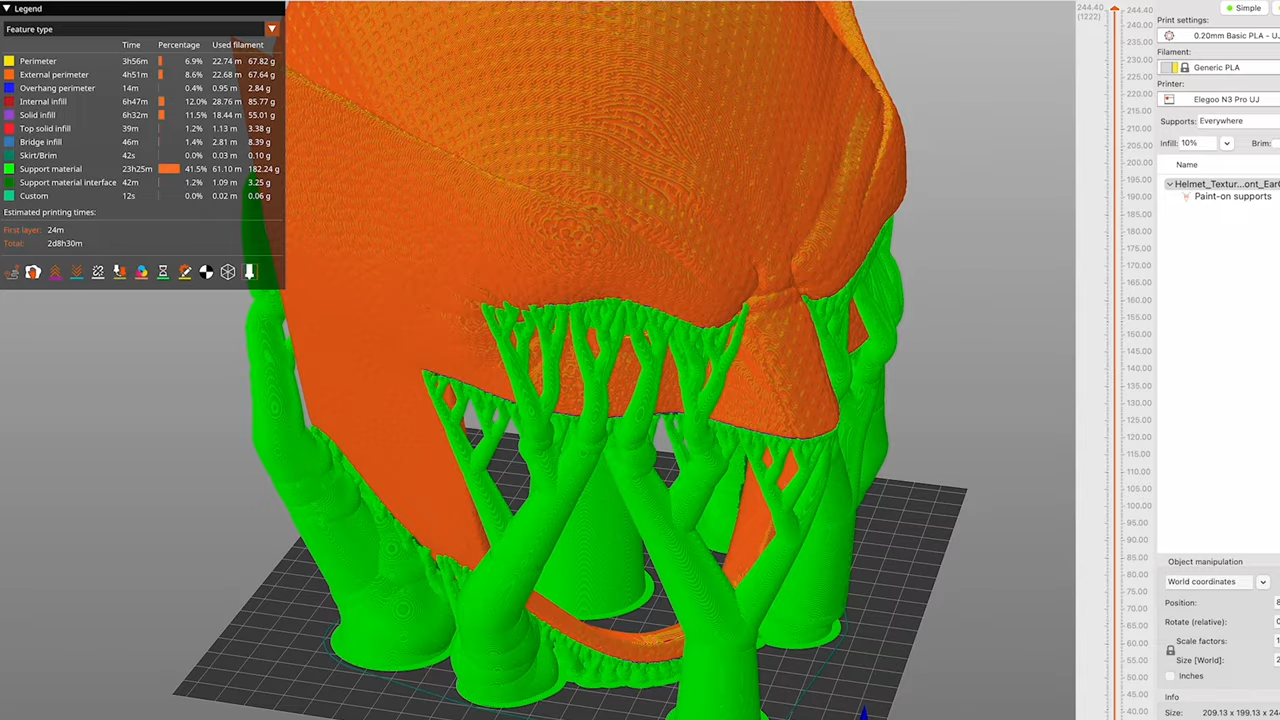 Legend
Feature type
Time Percentage Used filament
Perimeter 3h56m 6.9% 22.74 m 67.82 g
External perimeter 4h51m 8.6% 22.68 m 67.64 g
Overhang perimeter 14m 0.4% 0.95 m 2.84 g
Internal infill 6h47m 12.0% 28.76 m 85.77 g
Solid infill 6h32m 11.5% 18.44 m 55.01 g
Top solid infill 39m 1.2% 1.13 m 3.38 g
Bridge infill 46m 1.4% 2.81 m 8.39 g
Skirt/Brim 42s 0.1% 0.03 m 0.10 g
Support material 23h25m 41.5% 61.10 m 182.24 g
Support material interface 42m 1.2% 1.09 m 3.25 g
Custom 12s 0.0% 0.02 m 0.06 g
Estimated printing times:
First layer: 24m
Total: 2d8h30m
244.40
(1222)
244.40
240.00
235.00
230.00
225.00
220.00
215.00
210.00
205.00
200.00
195.00
190.00
185.00
180.00
175.00
170.00
165.00
160.00
155.00
150.00
145.00
140.00
135.00
130.00
125.00
120.00
115.00
110.00
105.00
100.00
95.00
90.00
85.00
80.00
75.00
70.00
65.00
60.00
55.00
50.00
45.00
40.00
Simple
Print settings:
0.20mm Basic PLA - UJ
Filament:
Generic PLA
Printer:
Elegoo N3 Pro UJ
Supports: Everywhere
Infill: 10% Brim:
Name
Helmet_Textur...ont_Ear
Paint-on supports
Object manipulation
World coordinates
Position: 8
Rotate (relative): 0
Scale factors: 1
Size [World]: 2
Inches
Info
Size: 209.13 x 199.13 x 24